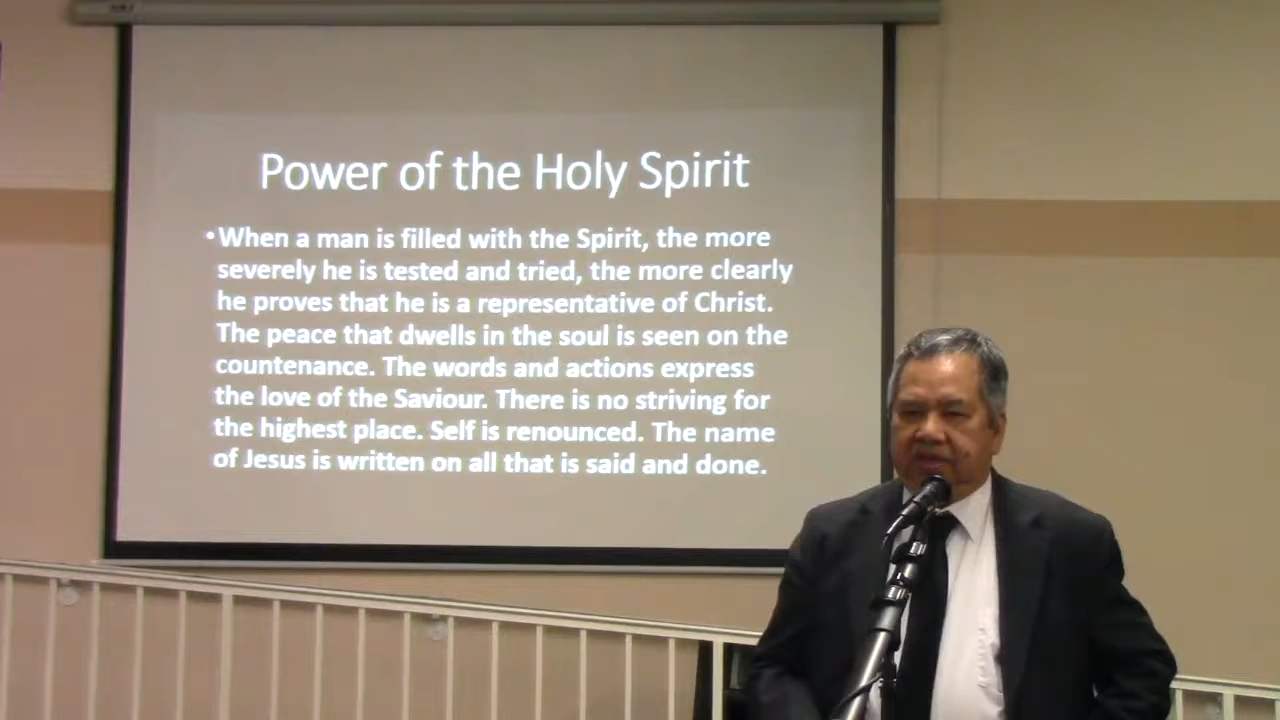 Power of the Holy Spirit
•When a man is filled with the Spirit, the more
severely he is tested and tried, the more clearly
he proves that he is a representative of Christ.
The peace that dwells in the soul is seen on the
countenance. The words and actions express
the love of the Saviour. There is no striving for
the highest place. Self is renounced. The name
of Jesus is written on all that is said and done.